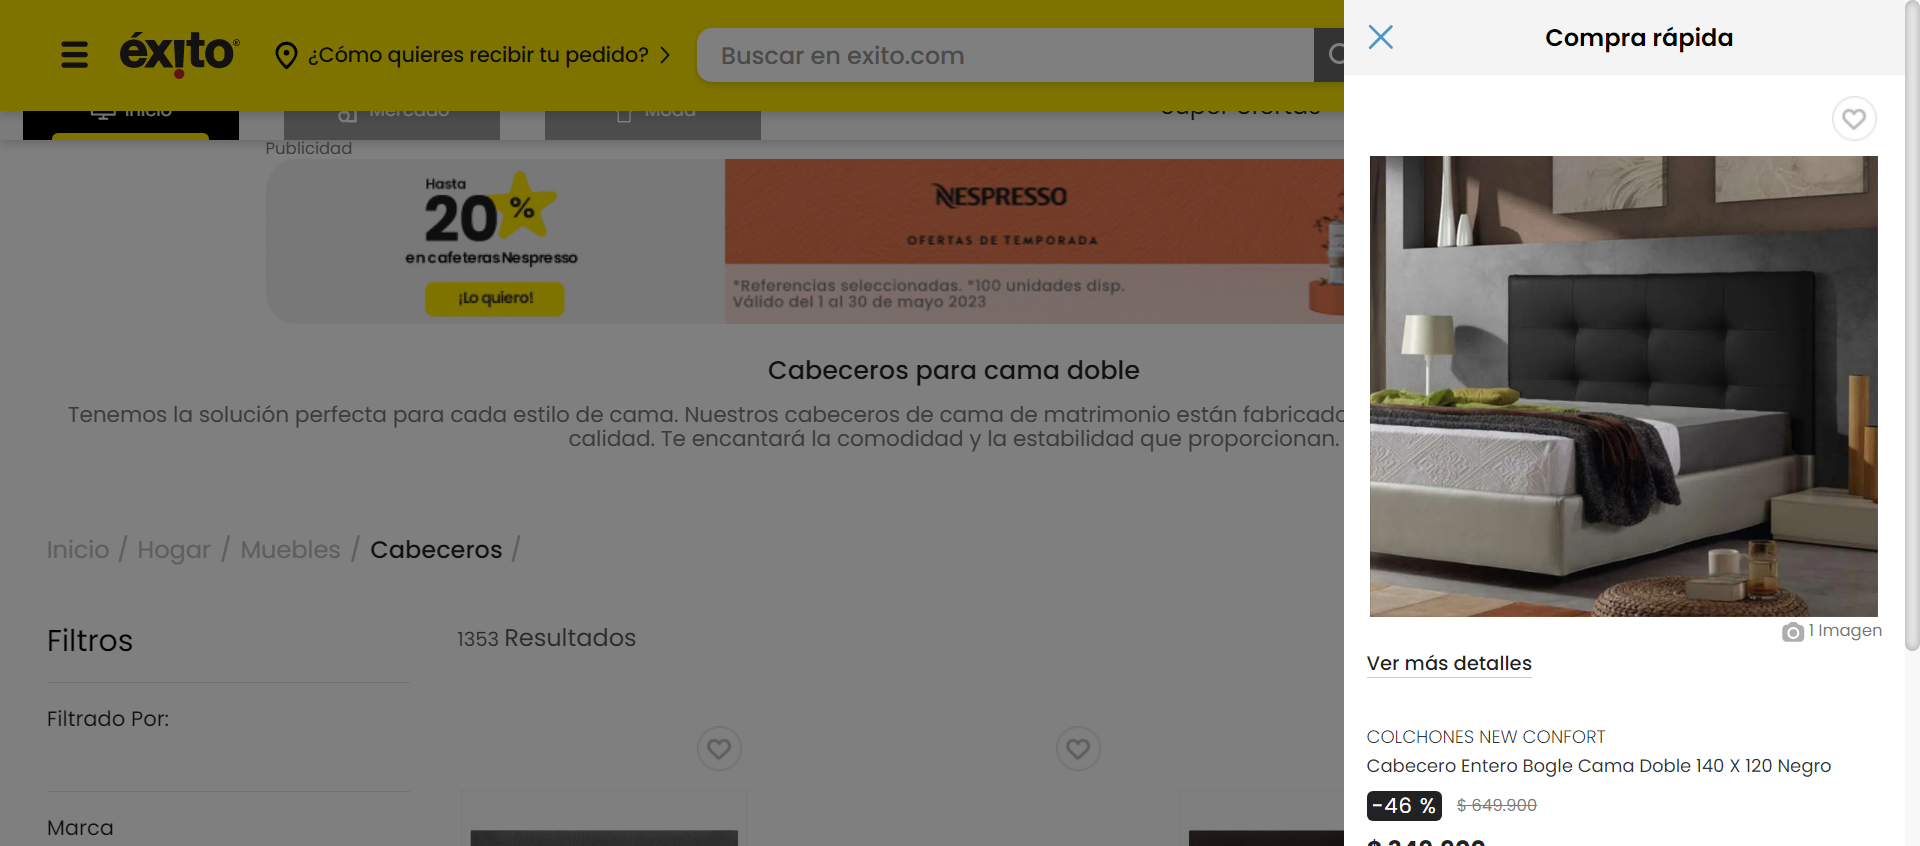 éxito®
¿Cómo quieres recibir tu pedido?
Buscar en exito.com
Inicio
Mercado
Moda
Súper Ofertas
Publicidad
Hasta
20 %
en cafeteras Nespresso
¡Lo quiero!
NESPRESSO
OFERTAS DE TEMPORADA
*Referencias seleccionadas. *100 unidades disp.
Válido del 1 al 30 de mayo 2023
Cabeceros para cama doble
Tenemos la solución perfecta para cada estilo de cama. Nuestros cabeceros de cama de matrimonio están
calidad. Te encantará la comodidad y la estabilidad que proporcionan.
Inicio / Hogar / Muebles / Cabeceros /
Filtros
1353 Resultados
Filtrado Por:
Marca
Compra rápida
1 Imagen
Ver más detalles
COLCHONES NEW CONFORT
Cabecero Entero Bogle Cama Doble 140 X 120 Negro
-46 % $ 649.900